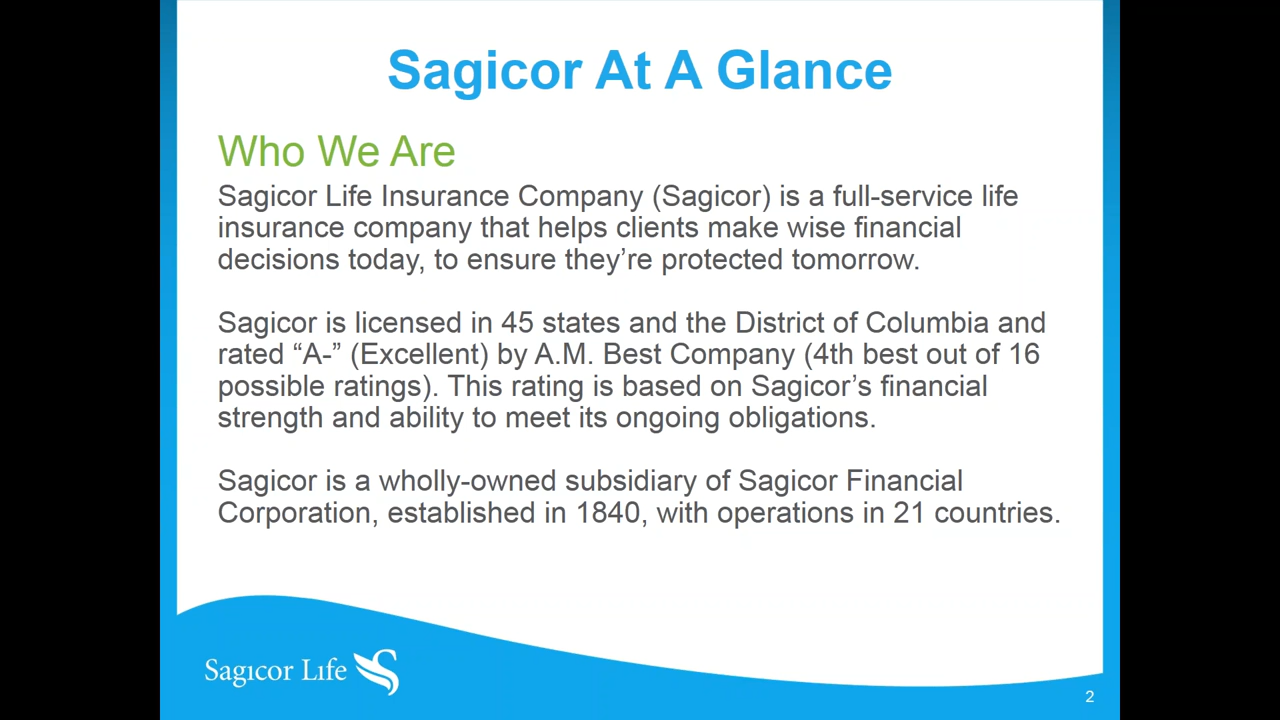 Sagicor At A Glance
Who We Are
Sagicor Life Insurance Company (Sagicor) is a full-service life
insurance company that helps clients make wise financial
decisions today, to ensure they’re protected tomorrow.
Sagicor is licensed in 45 states and the District of Columbia and
rated “A-” (Excellent) by A.M. Best Company (4th best out of 16
possible ratings). This rating is based on Sagicor’s financial
strength and ability to meet its ongoing obligations.
Sagicor is a wholly-owned subsidiary of Sagicor Financial
Corporation, established in 1840, with operations in 21 countries.
Sagicor Life
2